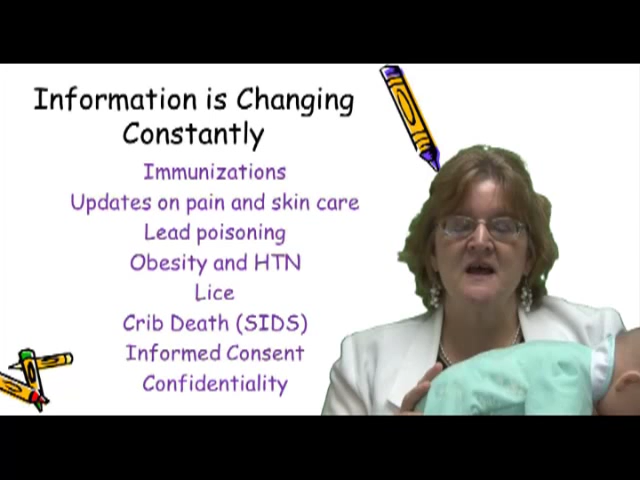 Information is Changing
Constantly
Immunizations
Updates on pain and skin care
Lead poisoning
Obesity and HTN
Lice
Crib Death (SIDS)
Informed Consent
Confidentiality